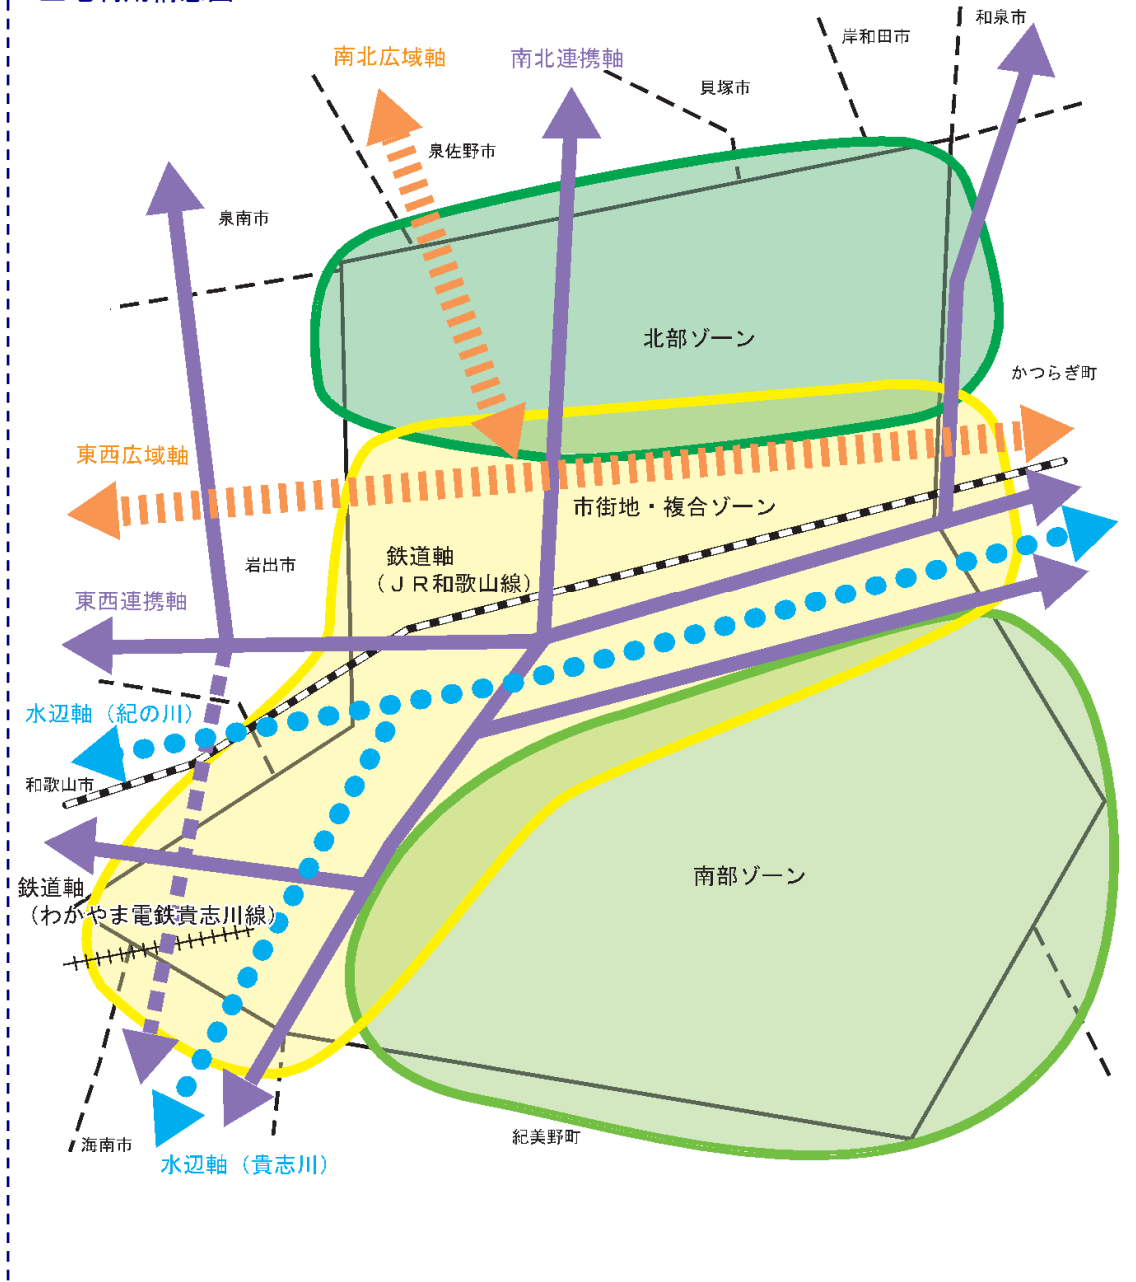 和泉市
岸和田市
南北広域軸
南北連携軸
貝塚市
泉佐野市
泉南市
北部ゾーン
かつらぎ町
東西広域軸
市街地・複合ゾーン
岩出市
鉄道軸
（ＪＲ和歌山線）
東西連携軸
水辺軸（紀の川）
和歌山市
鉄道軸
（わかやま電鉄貴志川線）
南部ゾーン
紀美野町
海南市
水辺軸（貴志川）